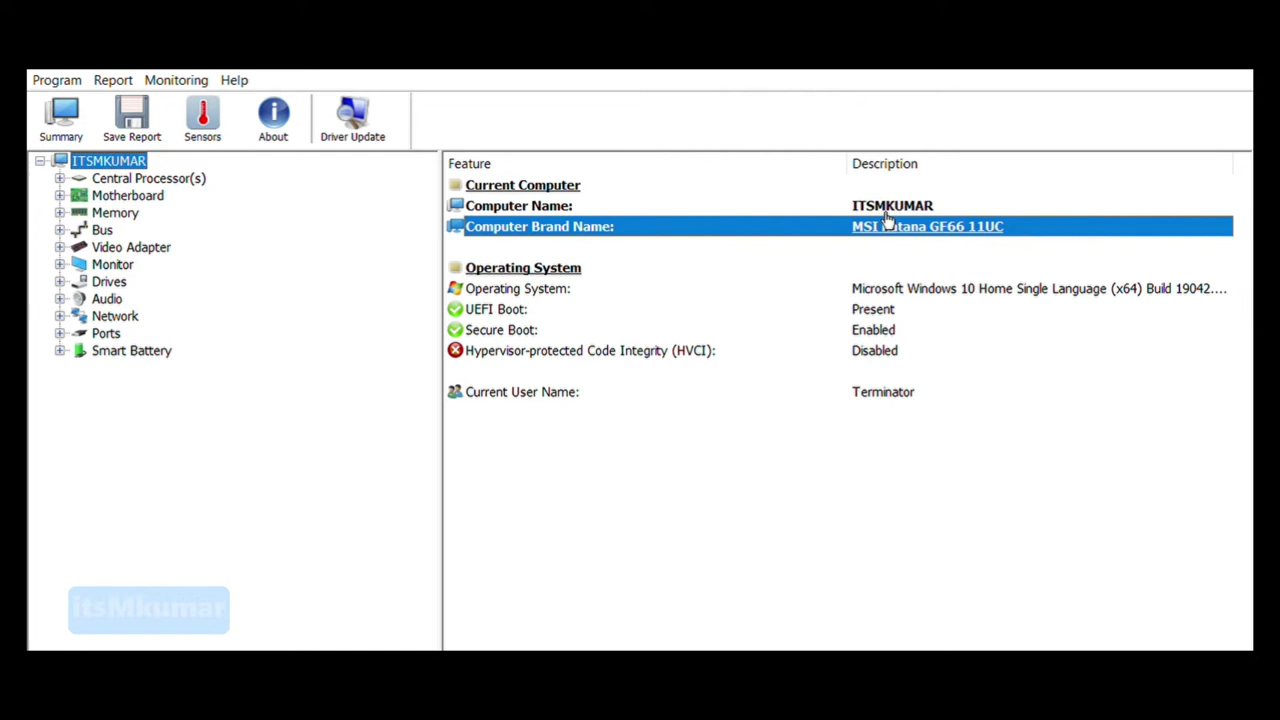 Program Report Monitoring Help
Summary Save Report Sensors About Driver Update
ITSMKUMAR
Central Processor(s)
Motherboard
Memory
Bus
Video Adapter
Monitor
Drives
Audio
Network
Ports
Smart Battery
Feature Description
Current Computer
Computer Name: ITSMKUMAR
Computer Brand Name: MSI GF66 11UC
Operating System
Operating System: Microsoft Windows 10 Home Single Language (x64) Build 19042....
UEFI Boot: Present
Secure Boot: Enabled
Hypervisor-protected Code Integrity (HVCI): Disabled
Current User Name: Terminator
itsMkumar